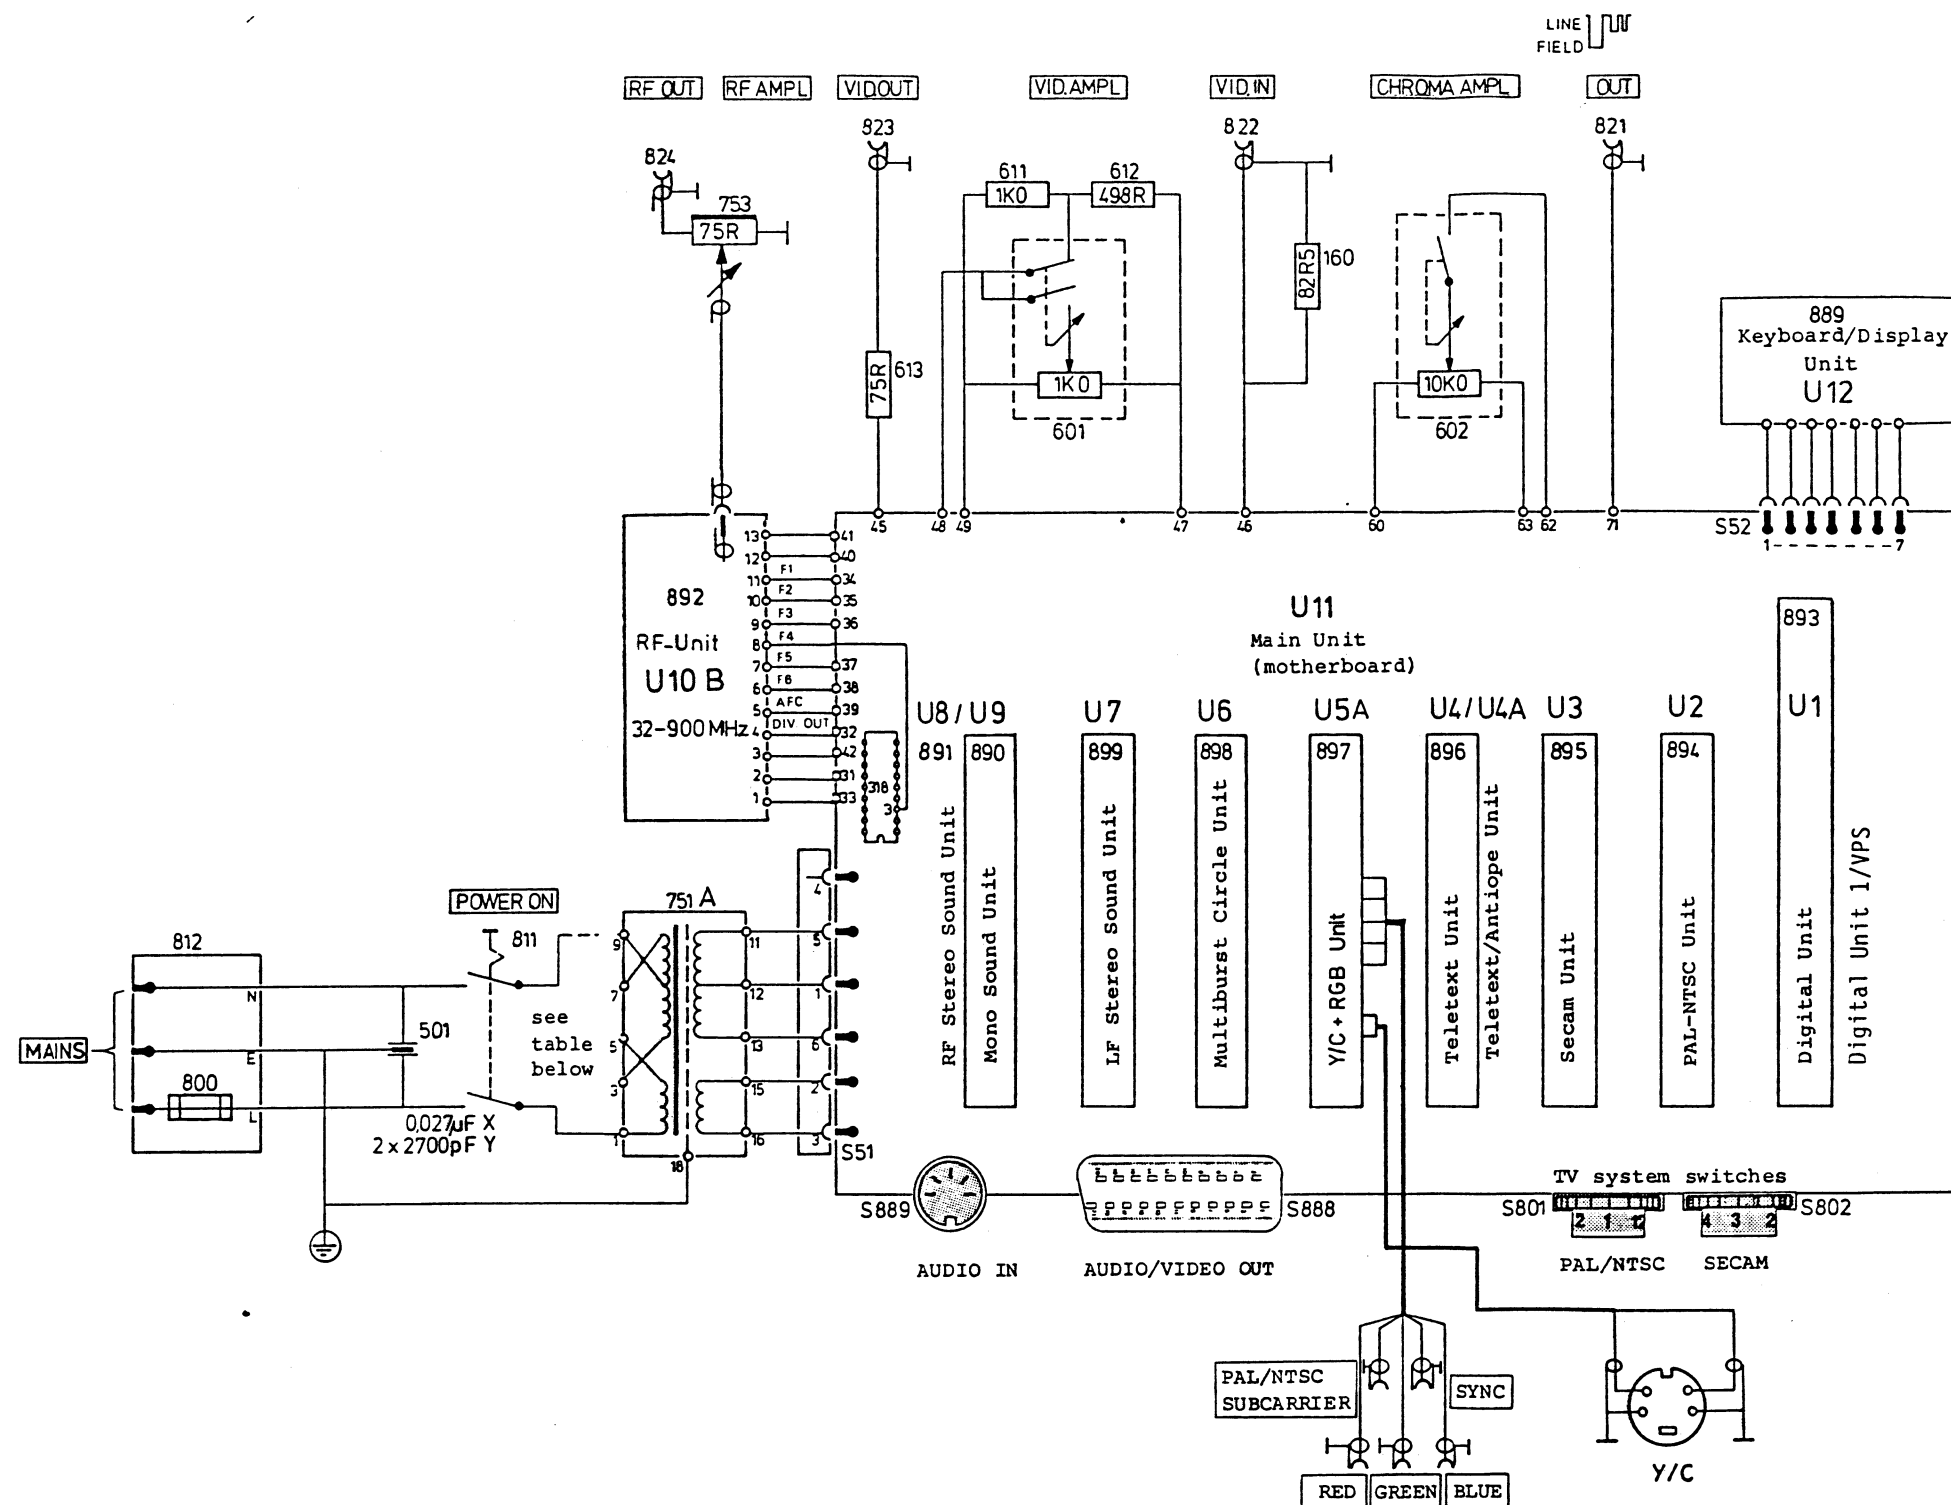 LINE
FIELD
RF OUT
RF AMPL
VID.OUT
VID.AMPL
VID.IN
CHROMA AMPL
OUT
823
822
821
824
753
75R
611
1K0
612
498R
82R5
160
75R
613
1K0
601
10K0
602
889
Keyboard/Display
Unit
U12
45
48
49
47
46
60
63
62
71
S52
1
7
892
RF-Unit
U10 B
32-900 MHz
13
41
12
40
11
F1
34
10
F2
35
9
F3
36
8
F4
7
F5
37
6
F6
38
5
AFC
39
4
DIV OUT
32
3
42
2
31
1
33
318
3
U11
Main Unit
(motherboard)
U8/U9
U7
U6
U5A
U4/U4A
U3
U2
U1
891
890
899
898
897
896
895
894
893
RF Stereo Sound Unit
Mono Sound Unit
LF Stereo Sound Unit
Multiburst Circle Unit
Y/C + RGB Unit
Teletext Unit
Teletext/Antiope Unit
Secam Unit
PAL-NTSC Unit
Digital Unit
Digital Unit 1/VPS
POWER ON
811
812
MAINS
N
E
L
800
501
0,027µF X
2 x 2700pF Y
see
table
below
751 A
9
7
5
3
1
11
12
13
15
16
18
4
5
1
6
2
3
S51
S889
AUDIO IN
S888
AUDIO/VIDEO OUT
TV system switches
S801
2 1 12
PAL/NTSC
4 3 2
S802
SECAM
PAL/NTSC
SUBCARRIER
SYNC
RED
GREEN
BLUE
Y/C